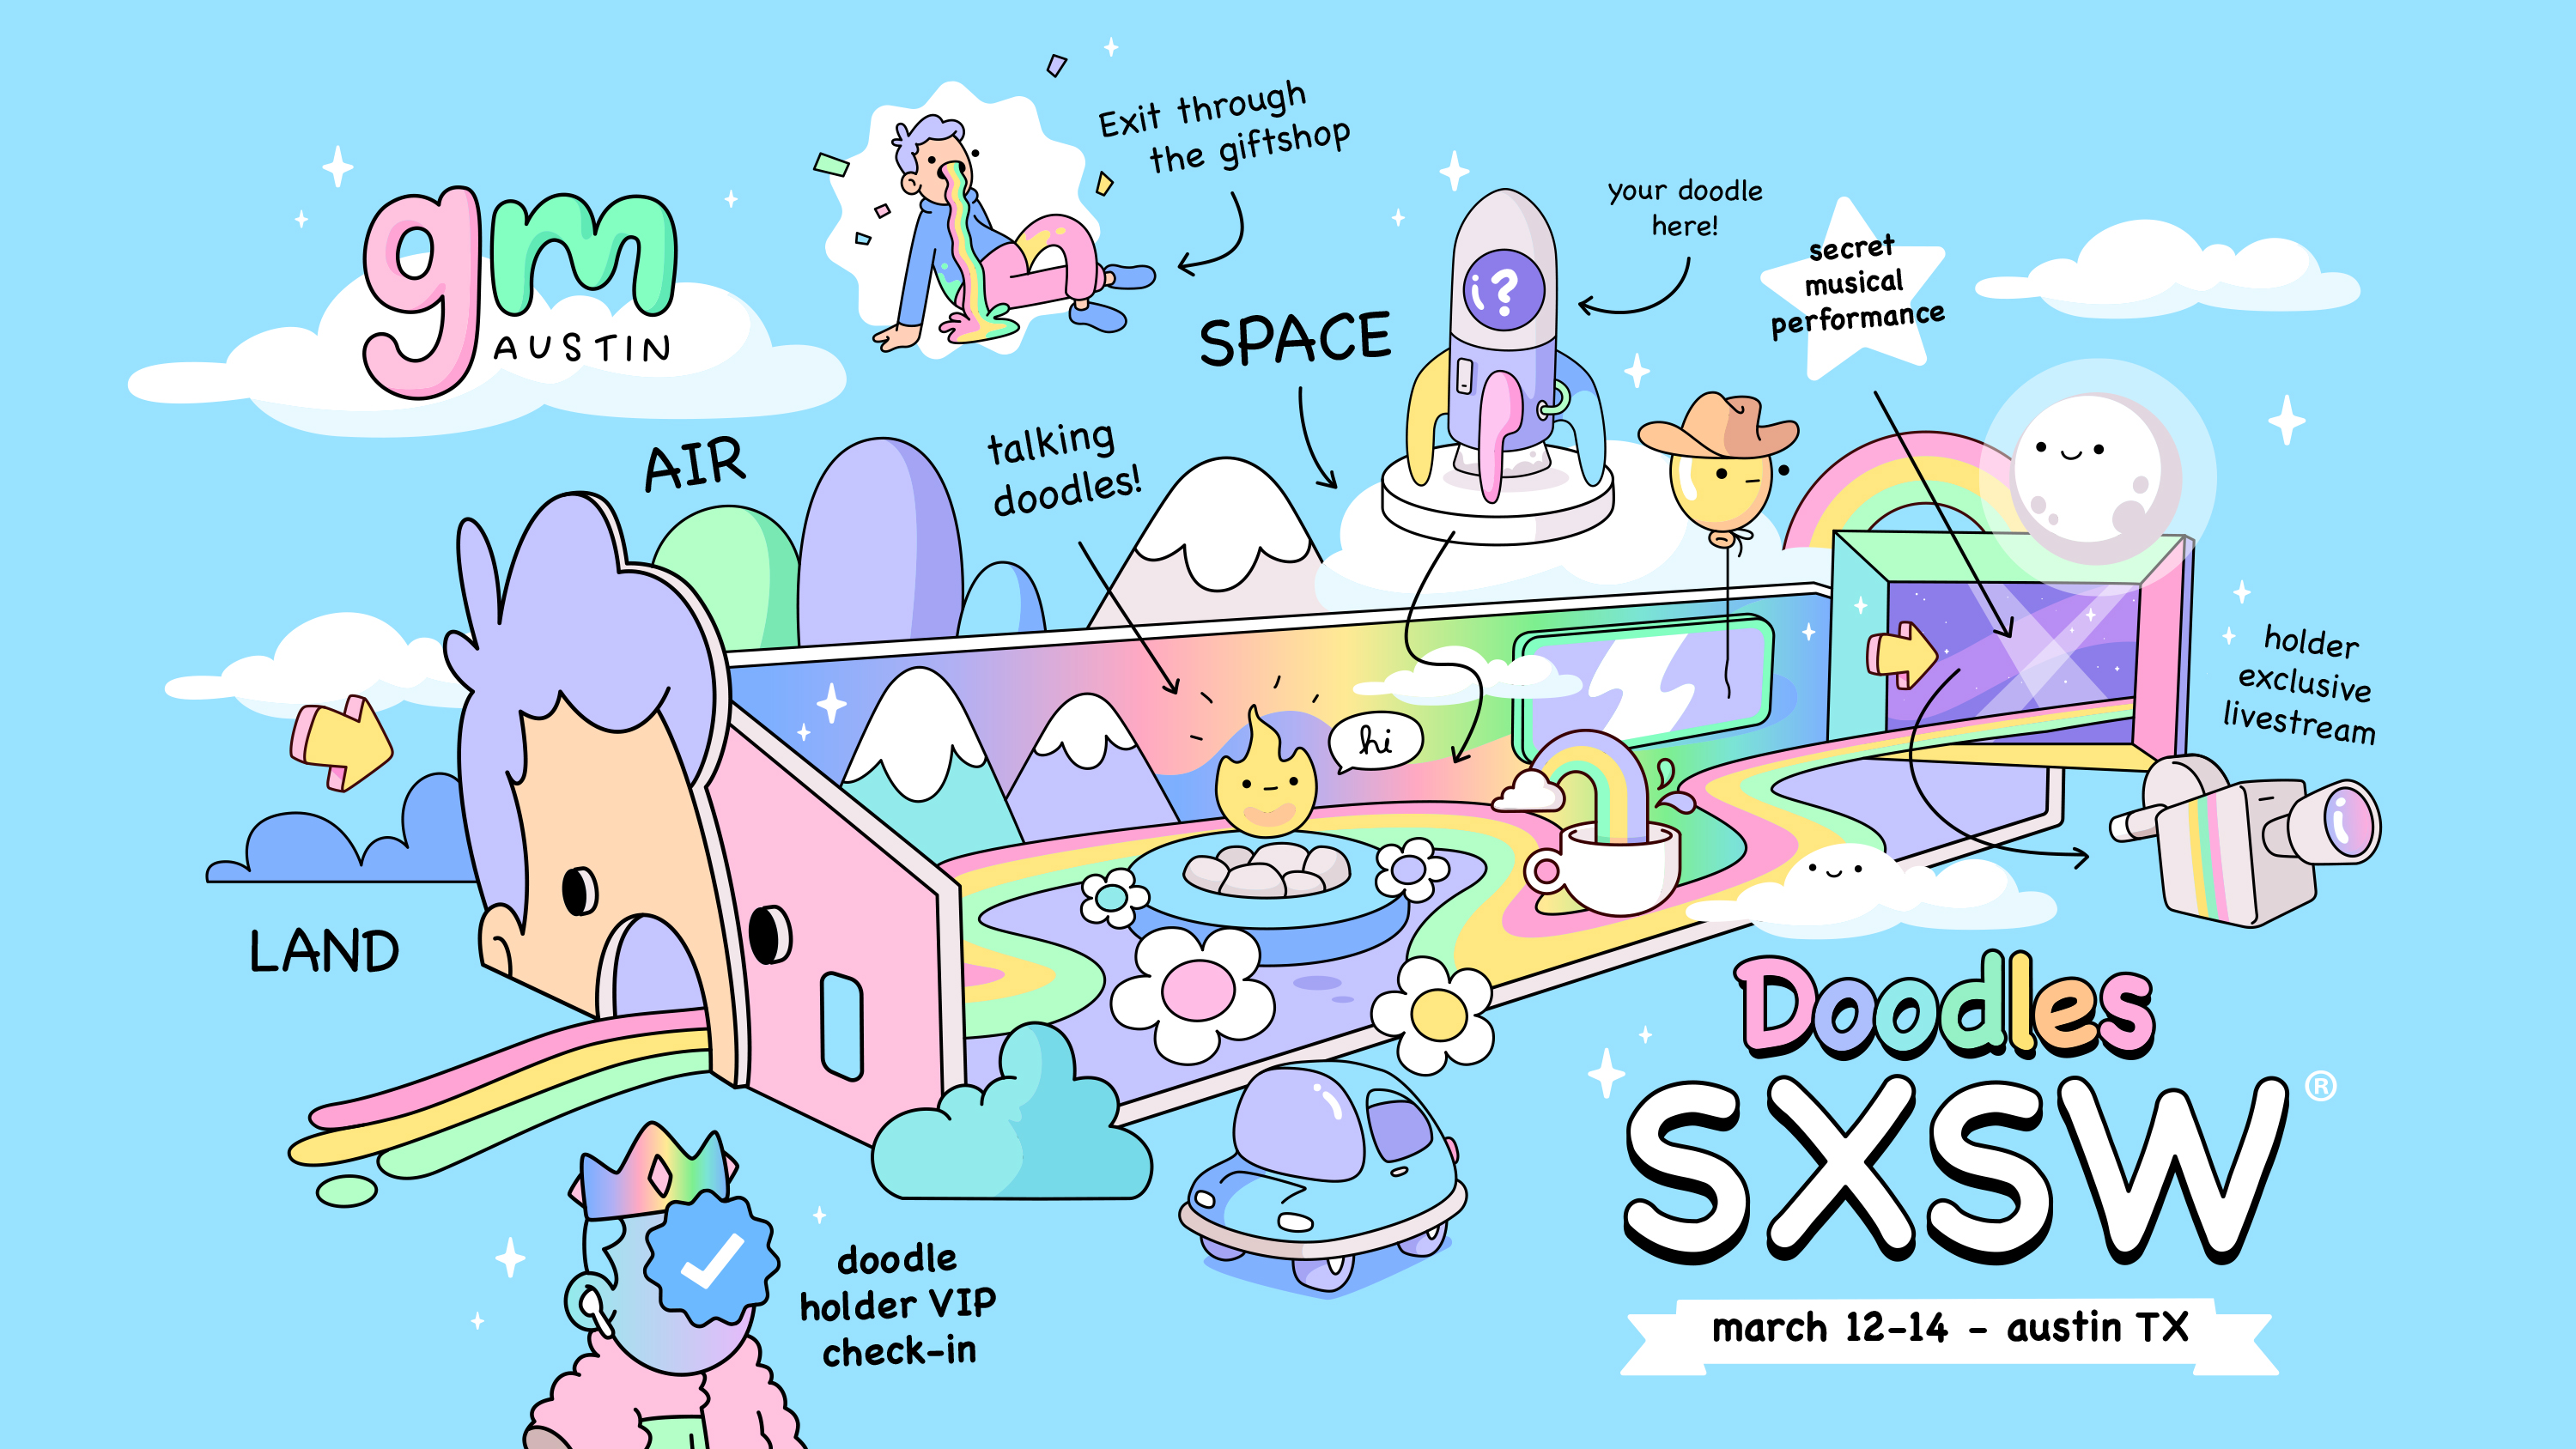 gm
AUSTIN
Exit through
the giftshop
your doodle
here!
secret
musical
performance
SPACE
AIR
talking
doodles!
¡?
holder
exclusive
livestream
hi
LAND
Doodles
SXSW®
march 12-14 - austin TX
doodle
holder VIP
check-in